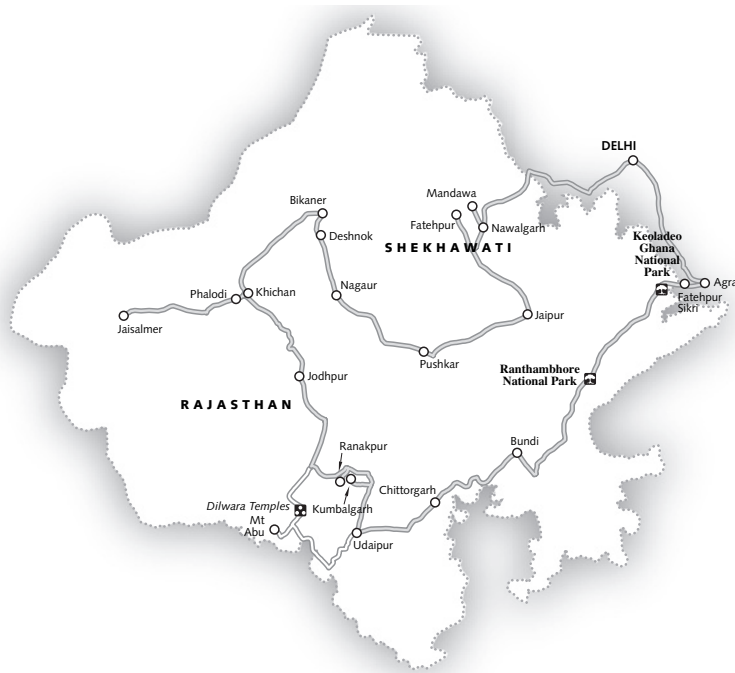 DELHI
Mandawa
Bikaner
Fatehpur
Nawalgarh
Deshnok
SHEKHAWATI
Keoladeo
Ghana
National
Park
Agra
Fatehpur
Sikri
Phalodi
Khichan
Nagaur
Jaipur
Jaisalmer
Pushkar
Ranthambhore
National Park
Jodhpur
RAJASTHAN
Bundi
Ranakpur
Chittorgarh
Dilwara Temples
Kumbalgarh
Mt
Abu
Udaipur